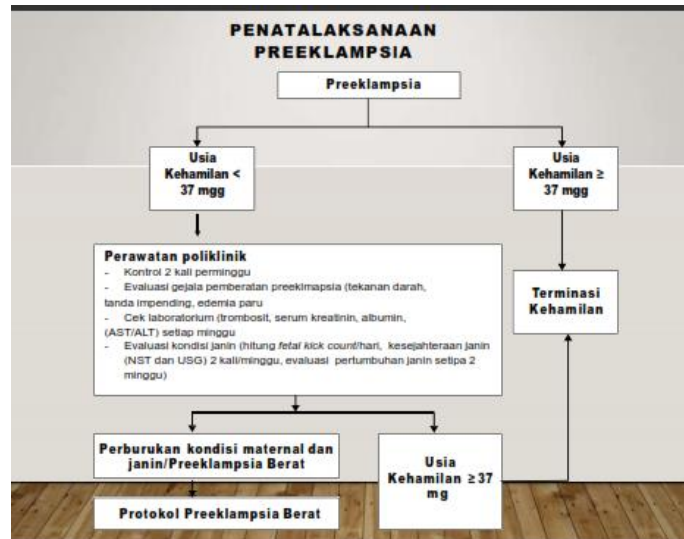 PENATALAKSANAAN
PREEKLAMPSIA
Preeklampsia
Usia
Kehamilan <
37 mgg
Usia
Kehamilan ≥
37 mgg
Perawatan poliklinik
- Kontrol 2 kali perminggu
- Evaluasi gejala pemberatan preeklmapsia (tekanan darah,
tanda impending, edemia paru
- Cek laboratorium (trombosit, serum kreatinin, albumin,
(AST/ALT) setiap minggu
- Evaluasi kondisi janin (hitung fetal kick count/hari, kesejahteraan janin
(NST dan USG) 2 kali/minggu, evaluasi pertumbuhan janin setipa 2
minggu)
Terminasi
Kehamilan
Perburukan kondisi maternal dan
janin/Preeklampsia Berat
Usia
Kehamilan ≥ 37
mg
Protokol Preeklampsia Berat